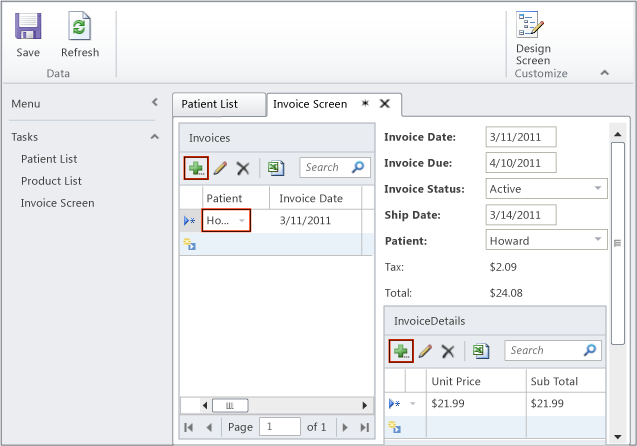 Save Refresh
Data
Design
Screen
Customize
Menu
Tasks
Patient List
Product List
Invoice Screen
Patient List
Invoice Screen *
Invoices
Search
Patient Invoice Date
Ho... 3/11/2011
Page 1 of 1
Invoice Date: 3/11/2011
Invoice Due: 4/10/2011
Invoice Status: Active
Ship Date: 3/14/2011
Patient: Howard
Tax: $2.09
Total: $24.08
InvoiceDetails
Search
Unit Price Sub Total
* $21.99 $21.99